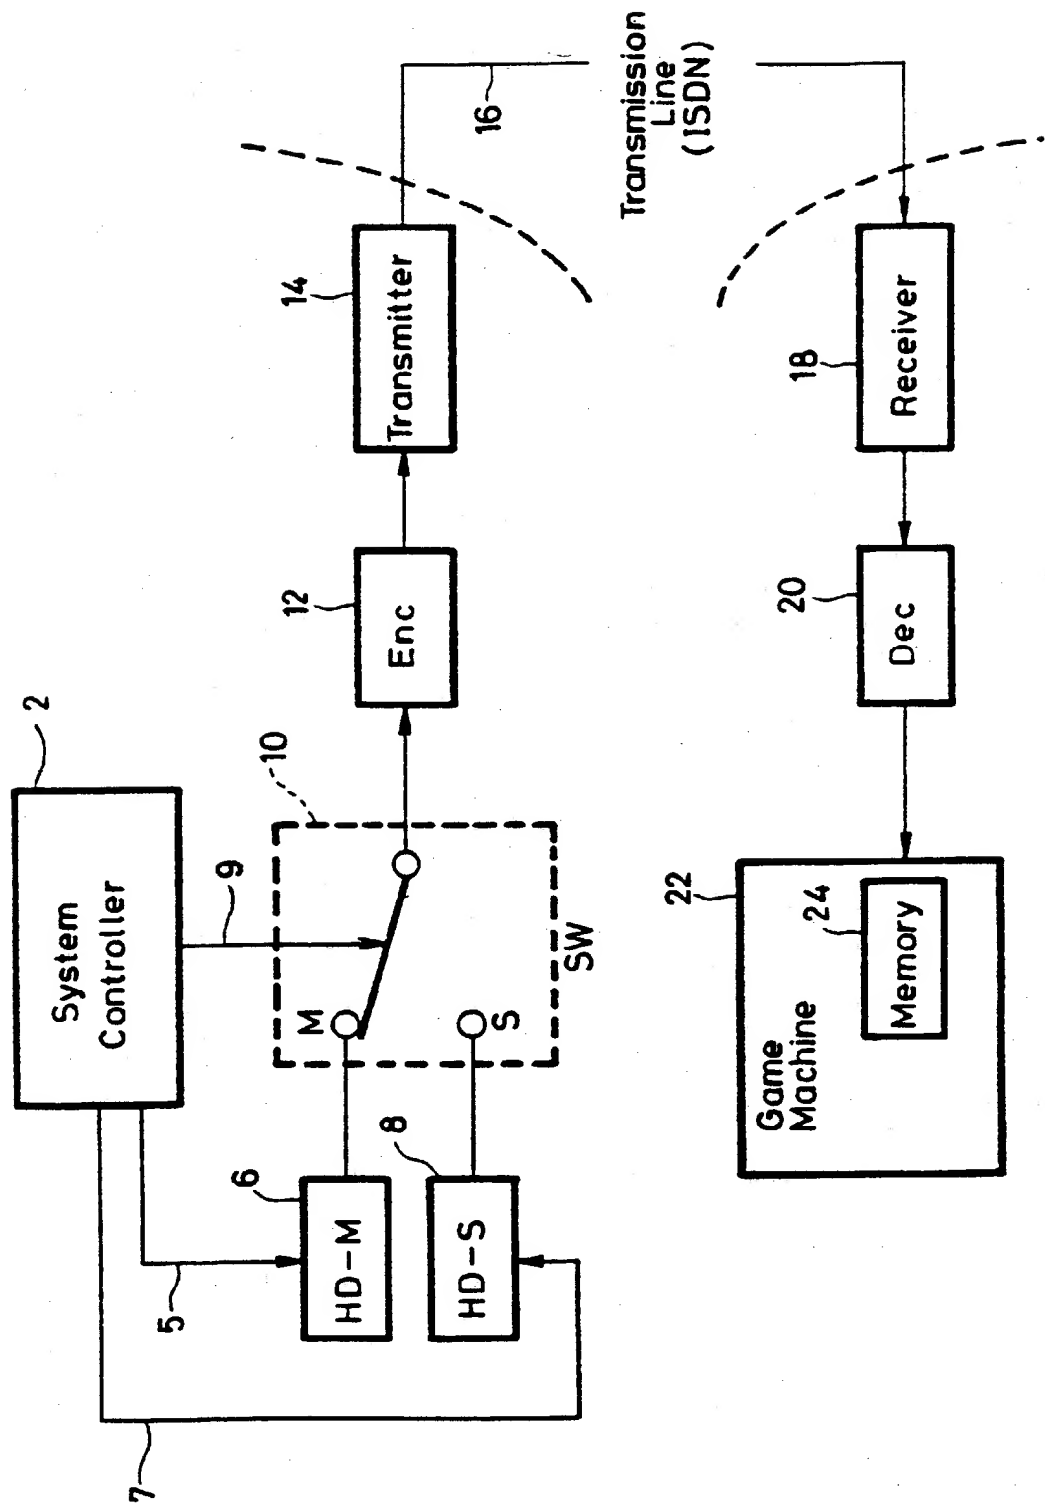 2
System
Controller
7
5
9
6
HD-M
8
HD-S
M
S
10
SW
12
Enc
14
Transmitter
16
Transmission
Line
(ISDN)
22
Game
Machine
24
Memory
20
Dec
18
Receiver